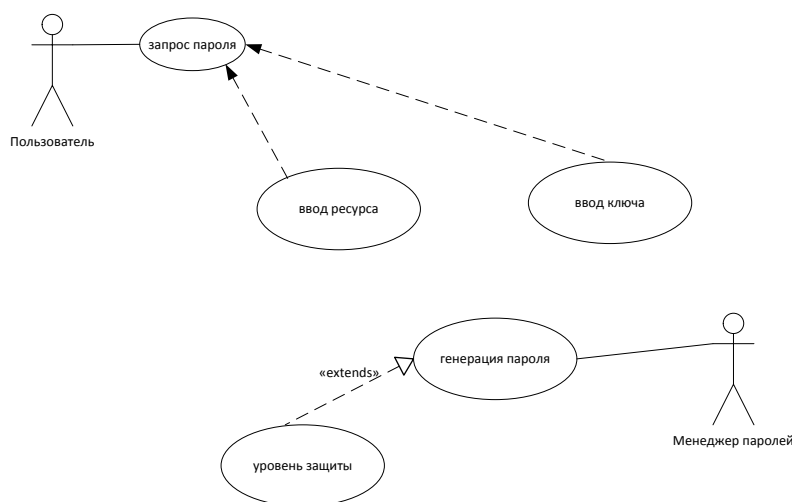 запрос пароля
Пользователь
ввод ресурса
ввод ключа
генерация пароля
«extends»
Менеджер паролей
уровень защиты